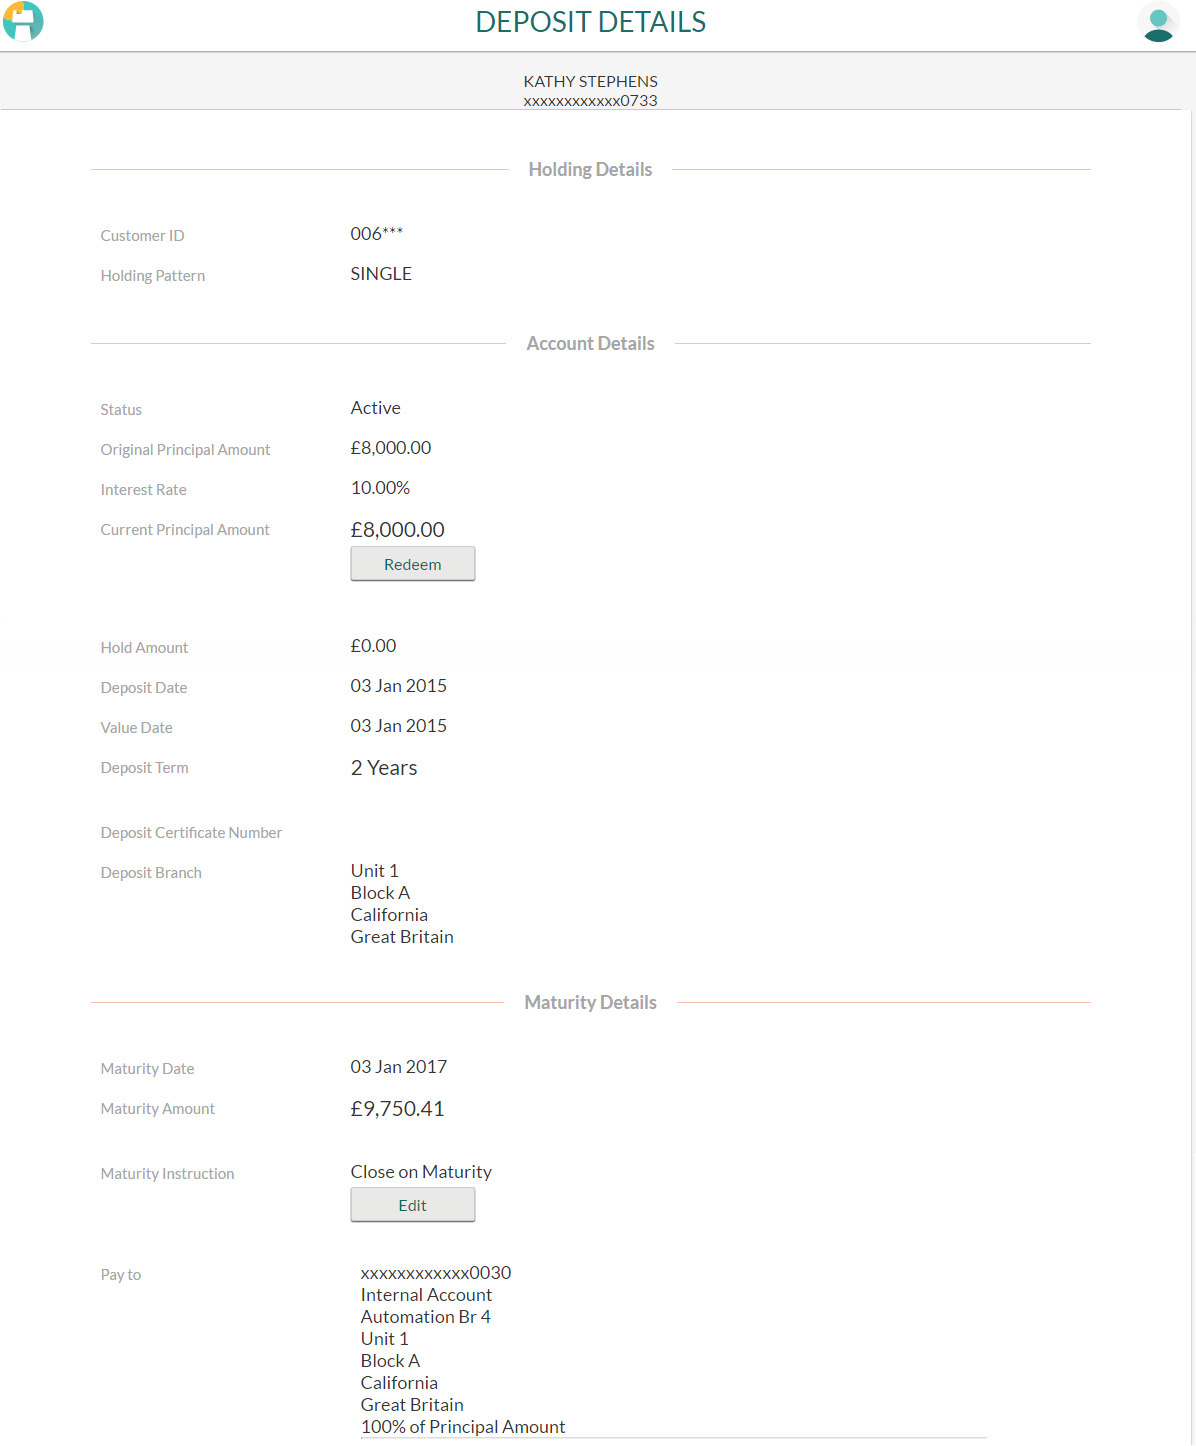 DEPOSIT DETAILS
KATHY STEPHENS
xxxxxxxxxxxx0733
Holding Details
Customer ID 006***
Holding Pattern SINGLE
Account Details
Status Active
Original Principal Amount £8,000.00
Interest Rate 10.00%
Current Principal Amount £8,000.00
Redeem
Hold Amount £0.00
Deposit Date 03 Jan 2015
Value Date 03 Jan 2015
Deposit Term 2 Years
Deposit Certificate Number
Deposit Branch Unit 1
Block A
California
Great Britain
Maturity Details
Maturity Date 03 Jan 2017
Maturity Amount £9,750.41
Maturity Instruction Close on Maturity
Edit
Pay to xxxxxxxxxxxx0030
Internal Account
Automation Br 4
Unit 1
Block A
California
Great Britain
100% of Principal Amount